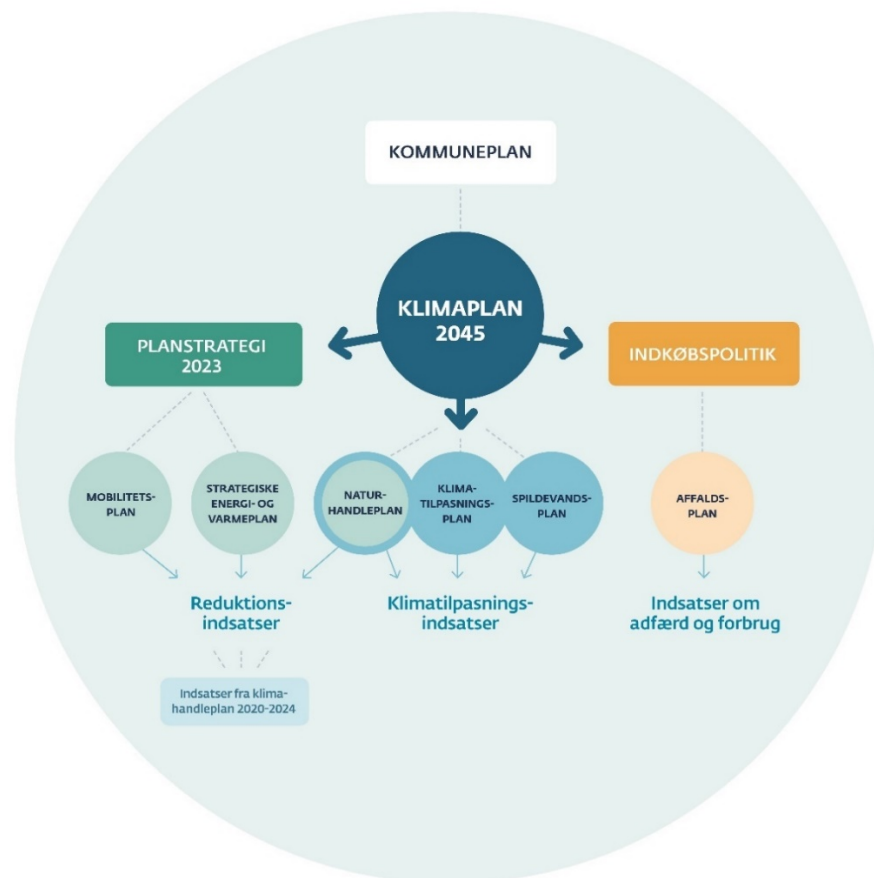 KOMMUNEPLAN
KLIMAPLAN
2045
PLANSTRATEGI
2023
INDKØBSPOLITIK
MOBILITETS-
PLAN
STRATEGISKE
ENERGI- OG
VARMEPLAN
NATUR-
HANDLEPLAN
KLIMA-
TILPASNINGS-
PLAN
SPILDEVANDS-
PLAN
AFFALDS-
PLAN
Reduktions-
indsatser
Klimatilpasnings-
indsatser
Indsatser om
adfærd og forbrug
Indsatser fra klima-
handleplan 2020-2024